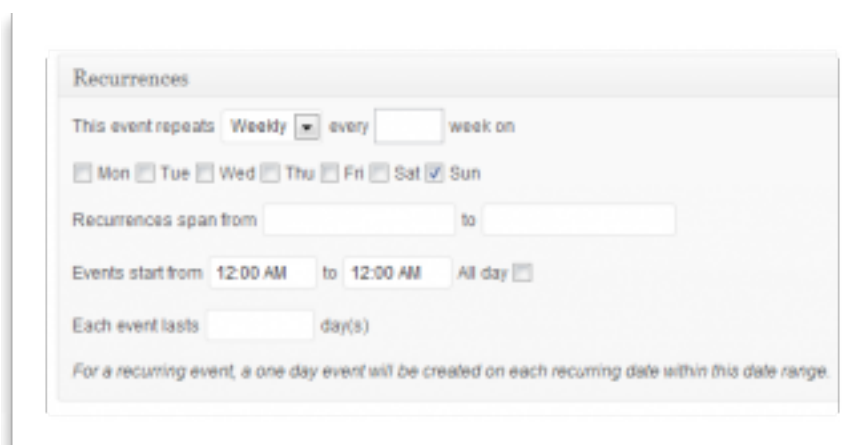 Recurrences
This event repeats Weekly every week on
Mon Tue Wed Thu Fri Sat Sun
Recurrences span from to
Events start from 12:00 AM to 12:00 AM All day
Each event lasts day(s)
For a recurring event, a one day event will be created on each recurring date within this date range.